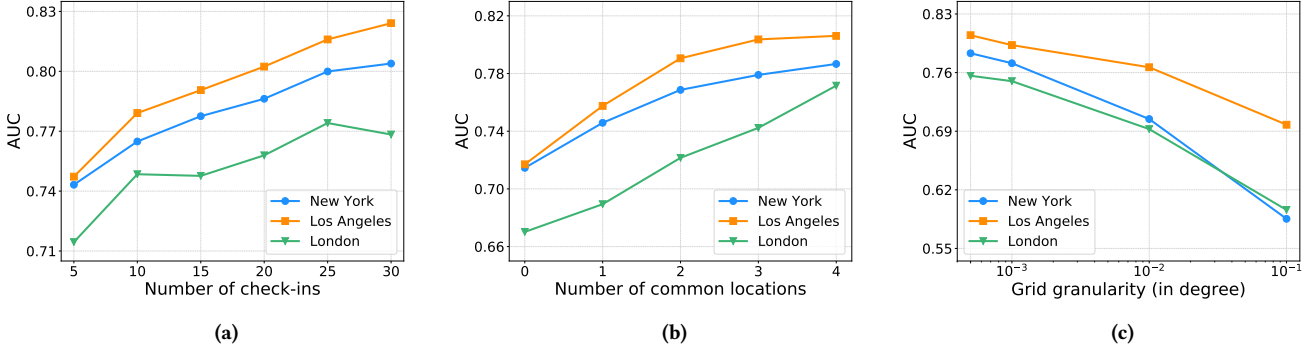 0.83
0.80
0.77
0.74
0.71
AUC
5 10 15 20 25 30
Number of check-ins
New York
Los Angeles
London
(a)
0.82
0.78
0.74
0.70
0.66
AUC
0 1 2 3 4
Number of common locations
New York
Los Angeles
London
(b)
0.83
0.76
0.69
0.62
0.55
AUC
10⁻³ 10⁻² 10⁻¹
Grid granularity (in degree)
New York
Los Angeles
London
(c)